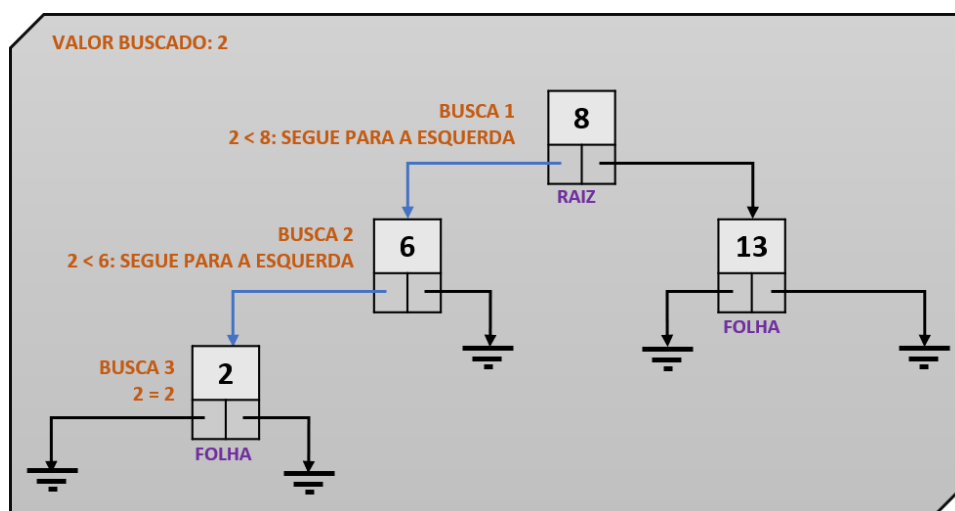 VALOR BUSCADO: 2
BUSCA 1
2 < 8: SEGUE PARA A ESQUERDA
8
RAIZ
BUSCA 2
2 < 6: SEGUE PARA A ESQUERDA
6
13
FOLHA
BUSCA 3
2 = 2
2
FOLHA